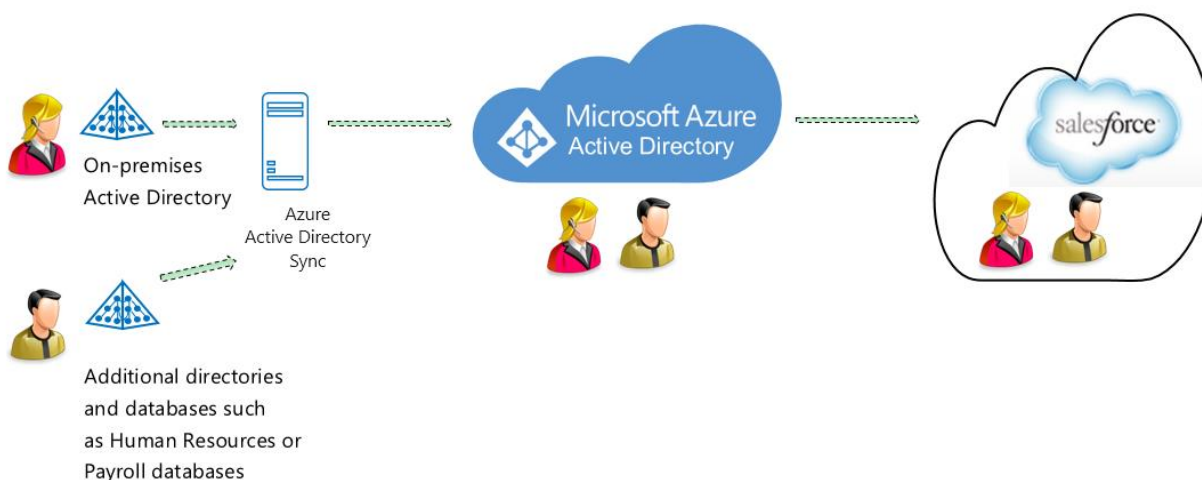 On-premises
Active Directory
Azure
Active Directory
Sync
Microsoft Azure
Active Directory
salesforce
Additional directories
and databases such
as Human Resources or
Payroll databases